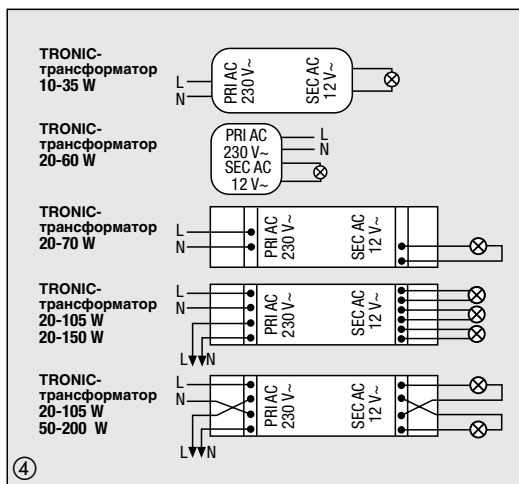 TRONIC-
трансформатор
10-35 W
L
N
PRI AC
230 V~
SEC AC
12 V~
TRONIC-
трансформатор
20-60 W
PRI AC
230 V~
SEC AC
12 V~
L
N
TRONIC-
трансформатор
20-70 W
L
N
PRI AC
230 V~
SEC AC
12 V~
TRONIC-
трансформатор
20-105 W
20-150 W
L
N
L N
PRI AC
230 V~
SEC AC
12 V~
TRONIC-
трансформатор
20-105 W
50-200 W
L
N
L N
PRI AC
230 V~
SEC AC
12 V~
4